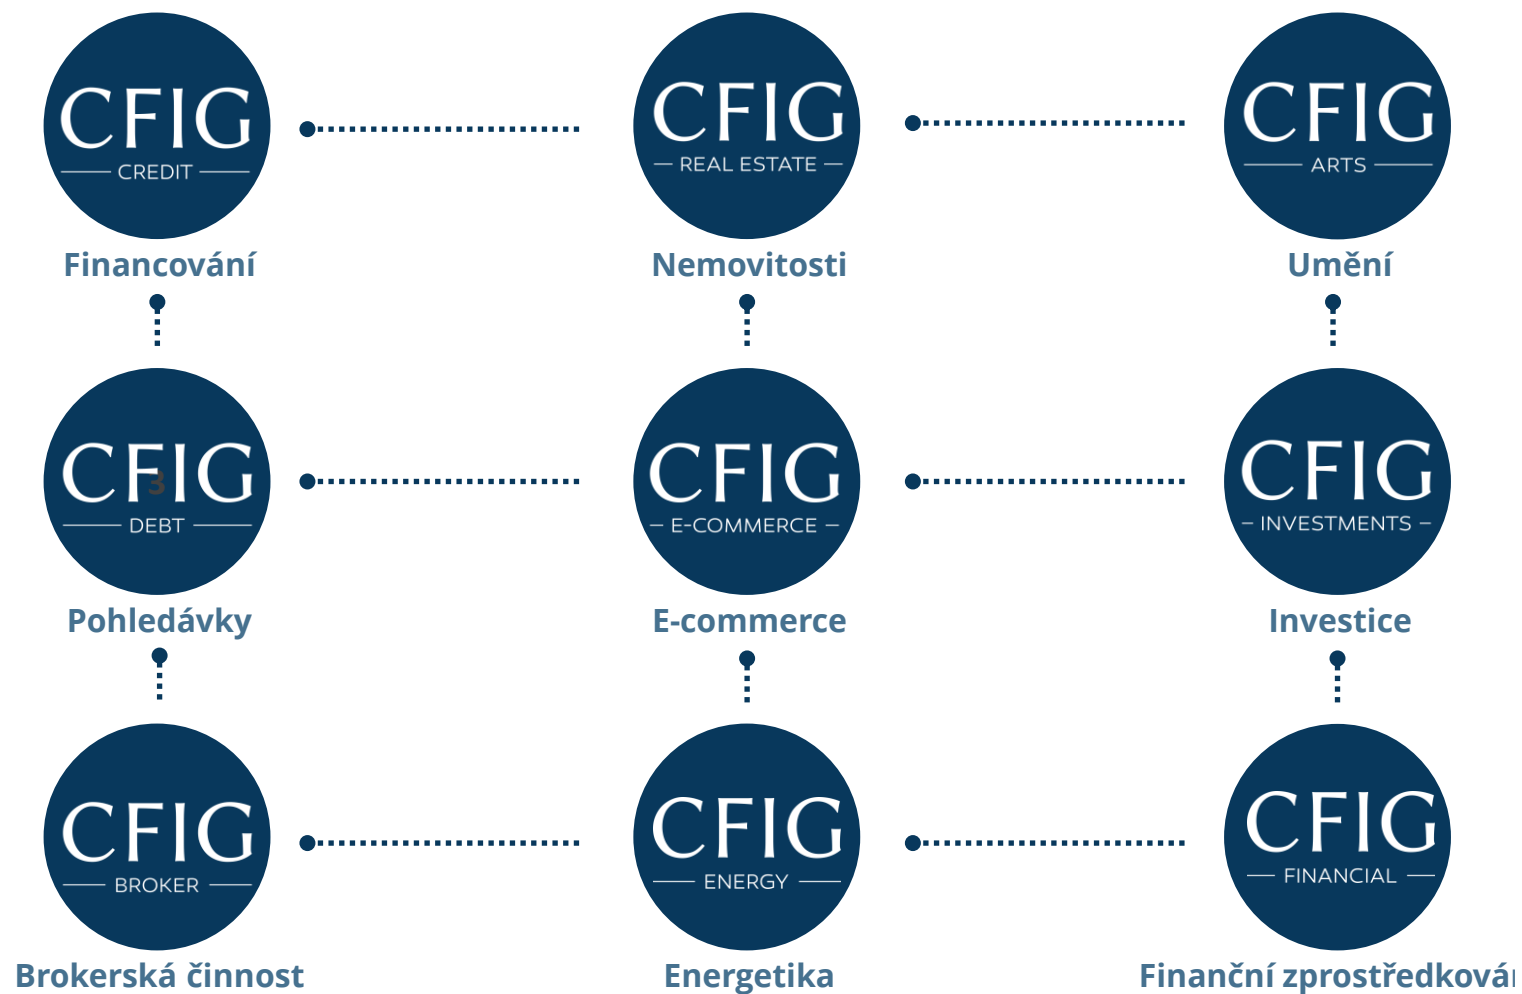 CFIG
CREDIT
Financování
CFIG
REAL ESTATE
Nemovitosti
CFIG
ARTS
Umění
CFIG
3
DEBT
Pohledávky
CFIG
E-COMMERCE
E-commerce
CFIG
INVESTMENTS
Investice
CFIG
BROKER
Brokerská činnost
CFIG
ENERGY
Energetika
CFIG
FINANCIAL
Finanční